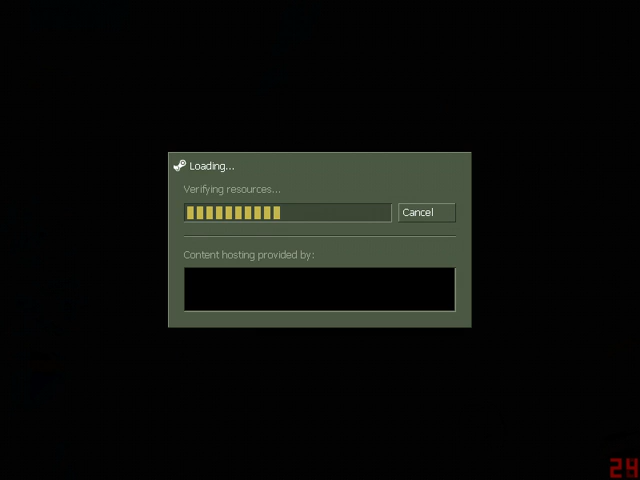 Loading...
Verifying resources...
Cancel
Content hosting provided by:
24